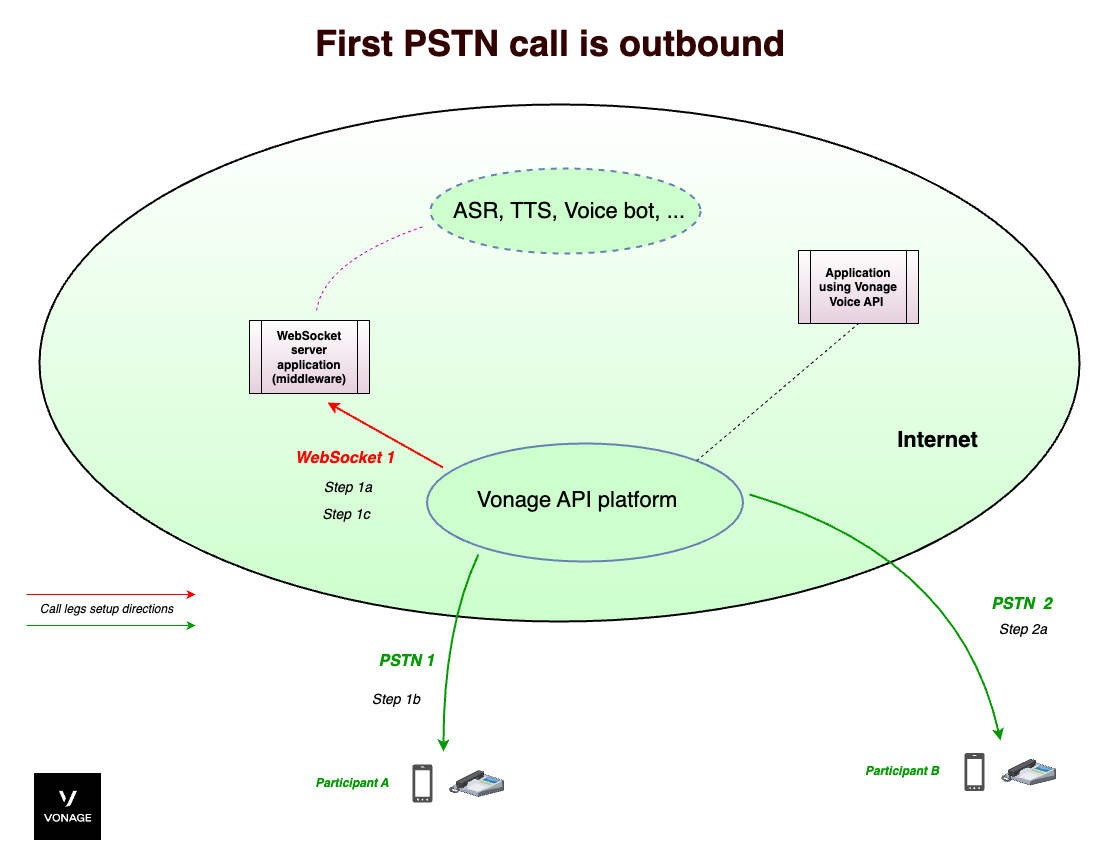 First PSTN call is outbound
ASR, TTS, Voice bot, ...
Application
using Vonage
Voice API
WebSocket
server
application
(middleware)
Internet
WebSocket 1
Step 1a
Step 1c
Vonage API platform
Call legs setup directions
PSTN 2
Step 2a
PSTN 1
Step 1b
Participant A
Participant B
VONAGE